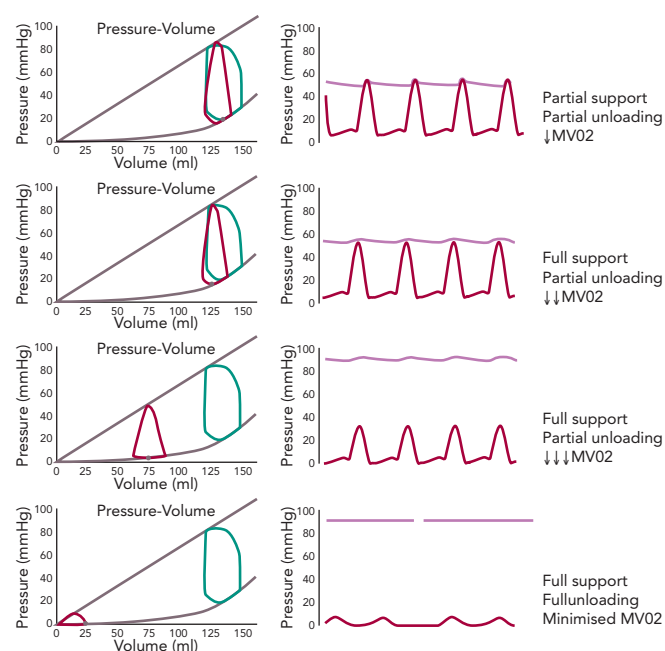 Pressure-Volume
Pressure (mmHg)
100
80
60
40
20
0
0 25 50 75 100 125 150
Volume (ml)
Pressure (mmHg)
100
80
60
40
20
0
Partial support
Partial unloading
↓MV02
Pressure-Volume
Pressure (mmHg)
100
80
60
40
20
0
0 25 50 75 100 125 150
Volume (ml)
Pressure (mmHg)
100
80
60
40
20
0
Full support
Partial unloading
↓↓MV02
Pressure-Volume
Pressure (mmHg)
100
80
60
40
20
0
0 25 50 75 100 125 150
Volume (ml)
Pressure (mmHg)
100
80
60
40
20
0
Full support
Partial unloading
↓↓↓MV02
Pressure-Volume
Pressure (mmHg)
100
80
60
40
20
0
0 25 50 75 100 125 150
Volume (ml)
Pressure (mmHg)
100
80
60
40
20
0
Full support
Fullunloading
Minimised MV02